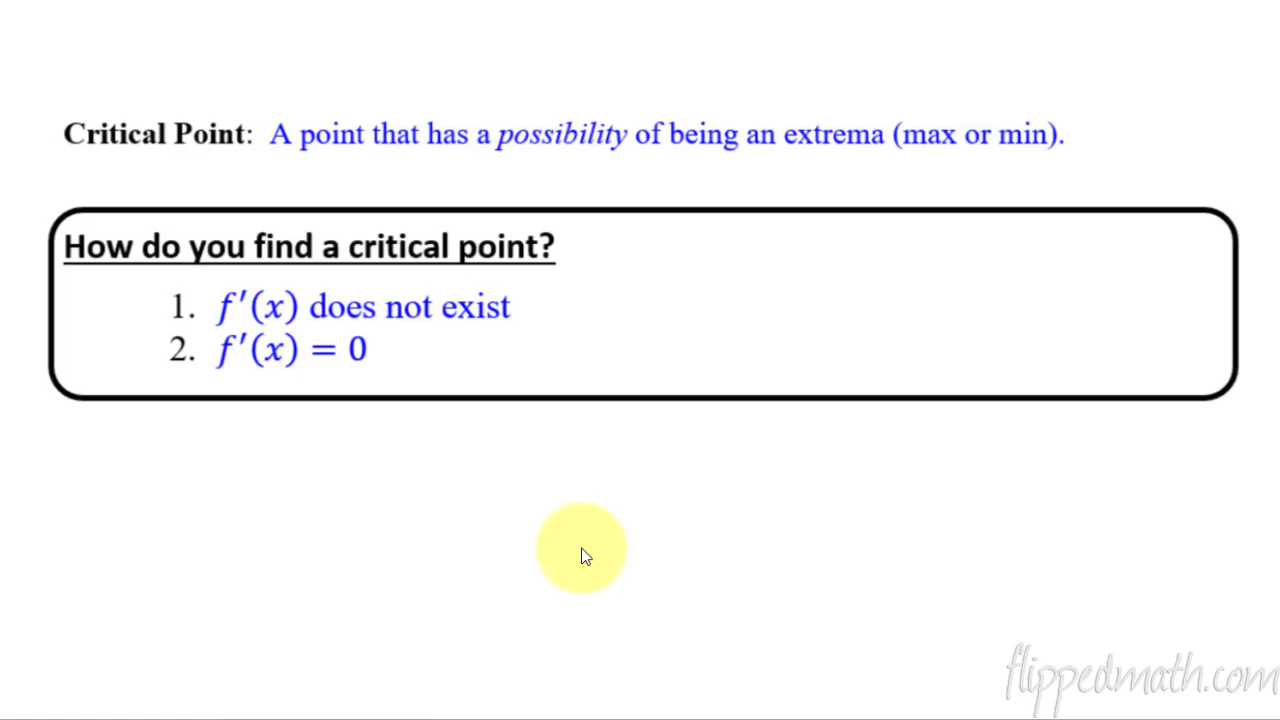 Critical Point: A point that has a possibility of being an extrema (max or min).
How do you find a critical point?
1. f′(x) does not exist
2. f′(x) = 0
flippedmath.com